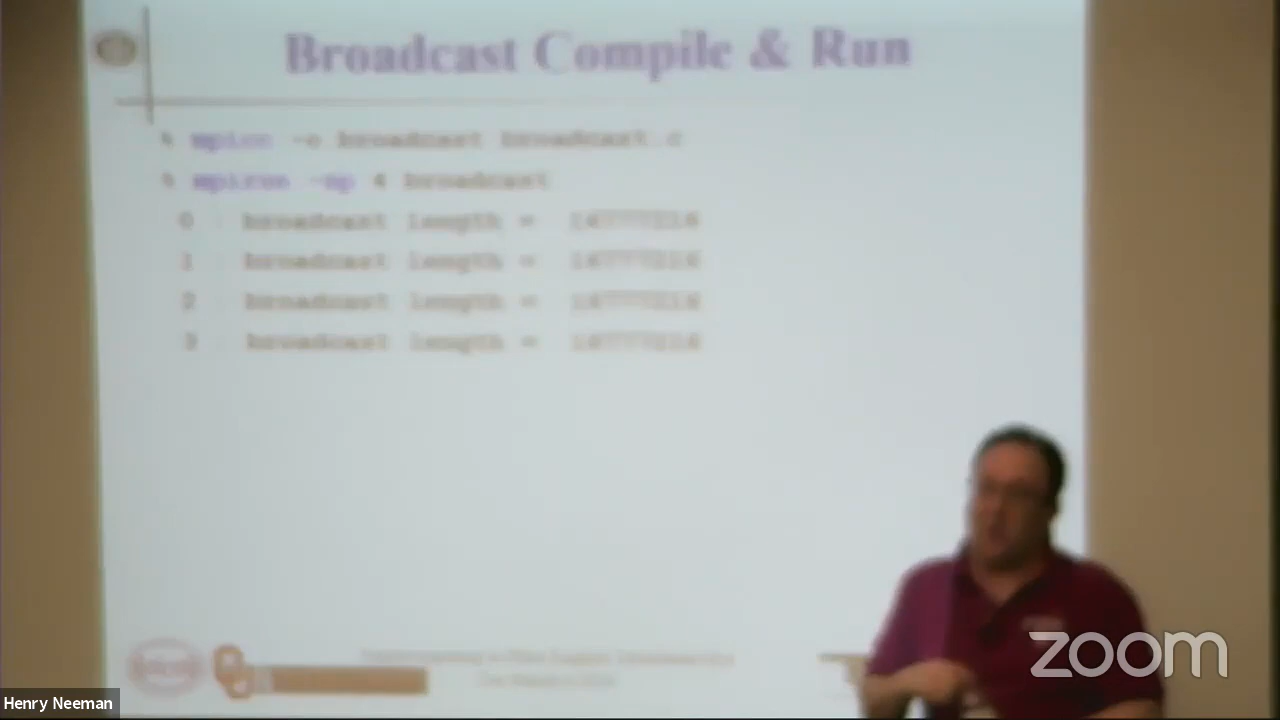 Broadcast Compile & Run
% mpicc -o broadcast broadcast.c
% mpirun -np 4 broadcast
0 : broadcast length = 16777216
1 : broadcast length = 16777216
2 : broadcast length = 16777216
3 : broadcast length = 16777216
zoom
Henry Neeman